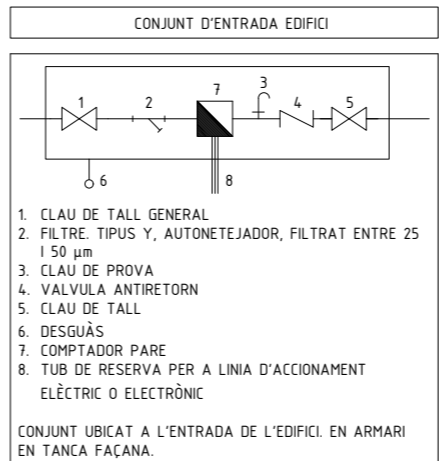 CONJUNT D'ENTRADA EDIFICI
1
2
7
3
4
5
6
8
1. CLAU DE TALL GENERAL
2. FILTRE. TIPUS Y, AUTONETEJADOR, FILTRAT ENTRE 25
I 50 µm
3. CLAU DE PROVA
4. VALVULA ANTIRETORN
5. CLAU DE TALL
6. DESGUÀS
7. COMPTADOR PARE
8. TUB DE RESERVA PER A LINIA D'ACCIONAMENT
ELÈCTRIC O ELECTRÒNIC
CONJUNT UBICAT A L'ENTRADA DE L'EDIFICI. EN ARMARI
EN TANCA FAÇANA.